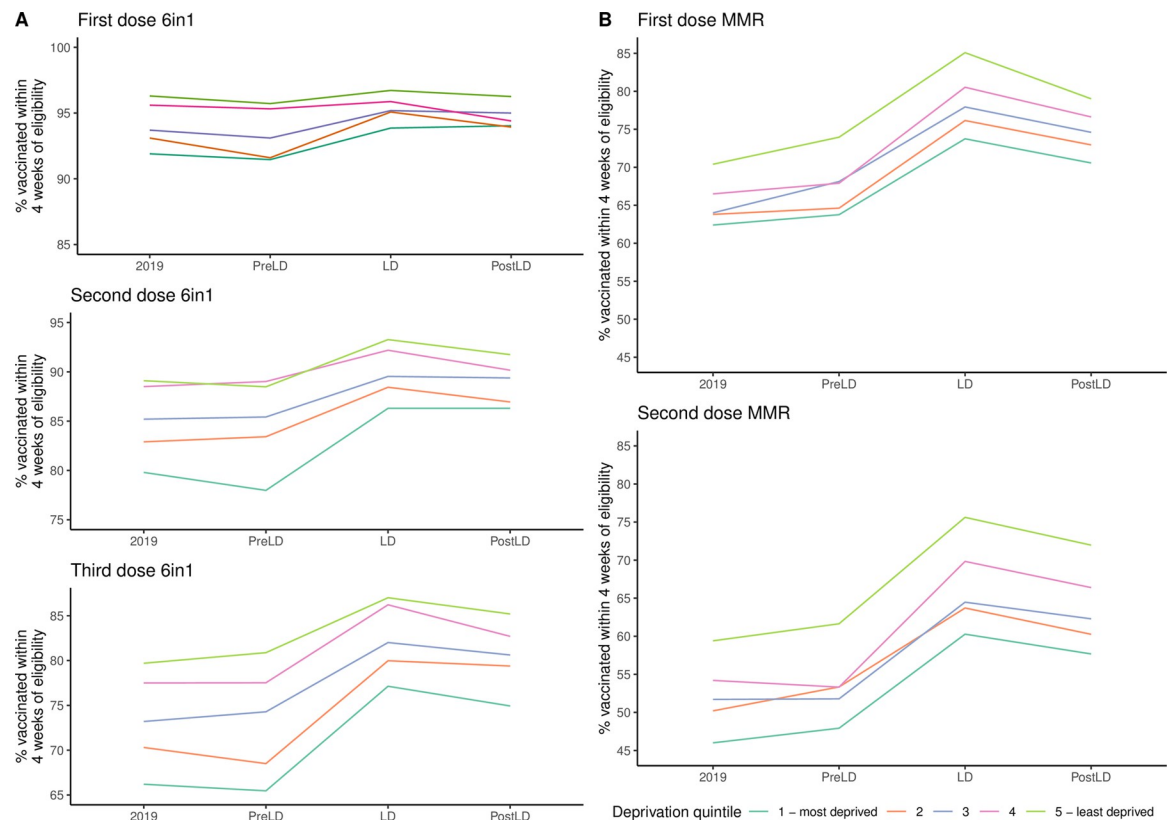 A
First dose 6in1
% vaccinated within
4 weeks of eligibility
100
95
90
85
2019 PreLD LD PostLD
Second dose 6in1
% vaccinated within
4 weeks of eligibility
95
90
85
80
75
2019 PreLD LD PostLD
Third dose 6in1
% vaccinated within
4 weeks of eligibility
85
80
75
70
65
2019 PreLD LD PostLD
B
First dose MMR
% vaccinated within 4 weeks of eligibility
85
80
75
70
65
60
55
50
45
2019 PreLD LD PostLD
Second dose MMR
% vaccinated within 4 weeks of eligibility
85
80
75
70
65
60
55
50
45
2019 PreLD LD PostLD
Deprivation quintile 1 – most deprived 2 3 4 5 – least deprived